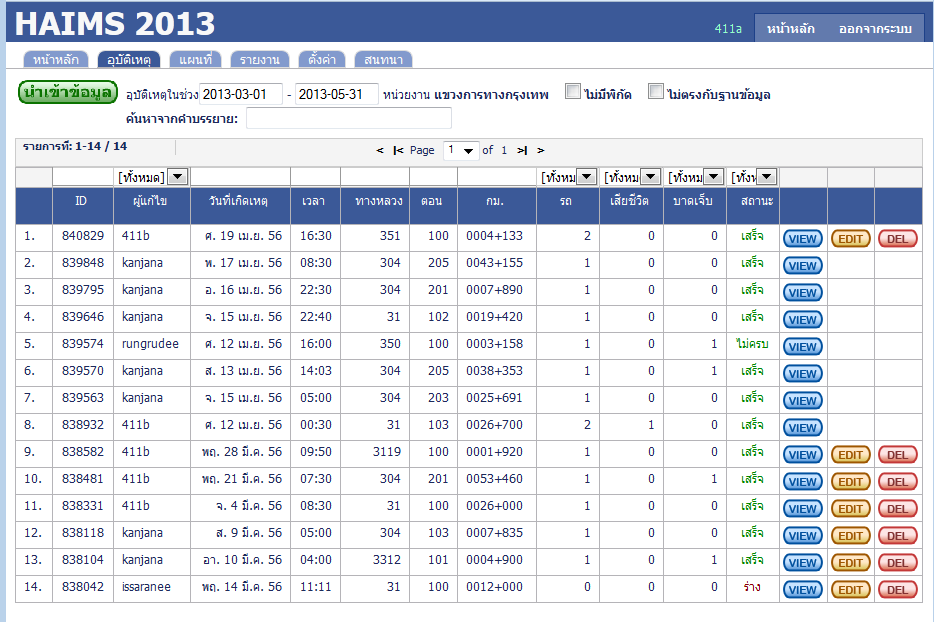 HAIMS 2013
411a หน้าหลัก ออกจากระบบ
หน้าหลัก อุบัติเหตุ แผนที่ รายงาน ตั้งค่า สนทนา
นำเข้าข้อมูล อุบัติเหตุในช่วง 2013-03-01 - 2013-05-31 หน่วยงาน แขวงการทางกรุงเทพ ไม่มีพิกัด ไม่ตรงกับฐานข้อมูล
ค้นหาจากคำบรรยาย:
รายการที่: 1-14 / 14 < |< Page 1 of 1 >| >
[ทั้งหมด] [ทั้งหม [ทั้งหม [ทั้งหม [ทั้งห
ID ผู้แก้ไข วันที่เกิดเหตุ เวลา ทางหลวง ตอน กม. รถ เสียชีวิต บาดเจ็บ สถานะ
1. 840829 411b ศ. 19 เม.ย. 56 16:30 351 100 0004+133 2 0 0 เสร็จ VIEW EDIT DEL
2. 839848 kanjana พ. 17 เม.ย. 56 08:30 304 205 0043+155 1 0 0 เสร็จ VIEW
3. 839795 kanjana อ. 16 เม.ย. 56 22:30 304 201 0007+890 1 0 0 เสร็จ VIEW
4. 839646 kanjana จ. 15 เม.ย. 56 22:40 31 102 0019+420 1 0 0 เสร็จ VIEW
5. 839574 rungrudee ศ. 12 เม.ย. 56 16:00 350 100 0003+158 1 0 1 ไม่ครบ VIEW
6. 839570 kanjana ส. 13 เม.ย. 56 14:03 304 205 0038+353 1 0 1 เสร็จ VIEW
7. 839563 kanjana จ. 15 เม.ย. 56 05:00 304 203 0025+691 1 0 0 เสร็จ VIEW
8. 838932 411b ศ. 12 เม.ย. 56 00:30 31 103 0026+700 2 1 0 เสร็จ VIEW
9. 838582 411b พฤ. 28 มี.ค. 56 09:50 3119 100 0001+920 1 0 0 เสร็จ VIEW EDIT DEL
10. 838481 411b พฤ. 21 มี.ค. 56 07:30 304 201 0053+460 1 0 1 เสร็จ VIEW EDIT DEL
11. 838331 411b จ. 4 มี.ค. 56 08:30 31 100 0026+000 1 0 0 เสร็จ VIEW EDIT DEL
12. 838118 kanjana ส. 9 มี.ค. 56 05:00 304 103 0007+835 1 0 0 เสร็จ VIEW EDIT DEL
13. 838104 kanjana อา. 10 มี.ค. 56 04:00 3312 101 0004+900 1 0 1 เสร็จ VIEW EDIT DEL
14. 838042 issaranee พฤ. 14 มี.ค. 56 11:11 31 100 0012+000 0 0 0 ร่าง VIEW EDIT DEL